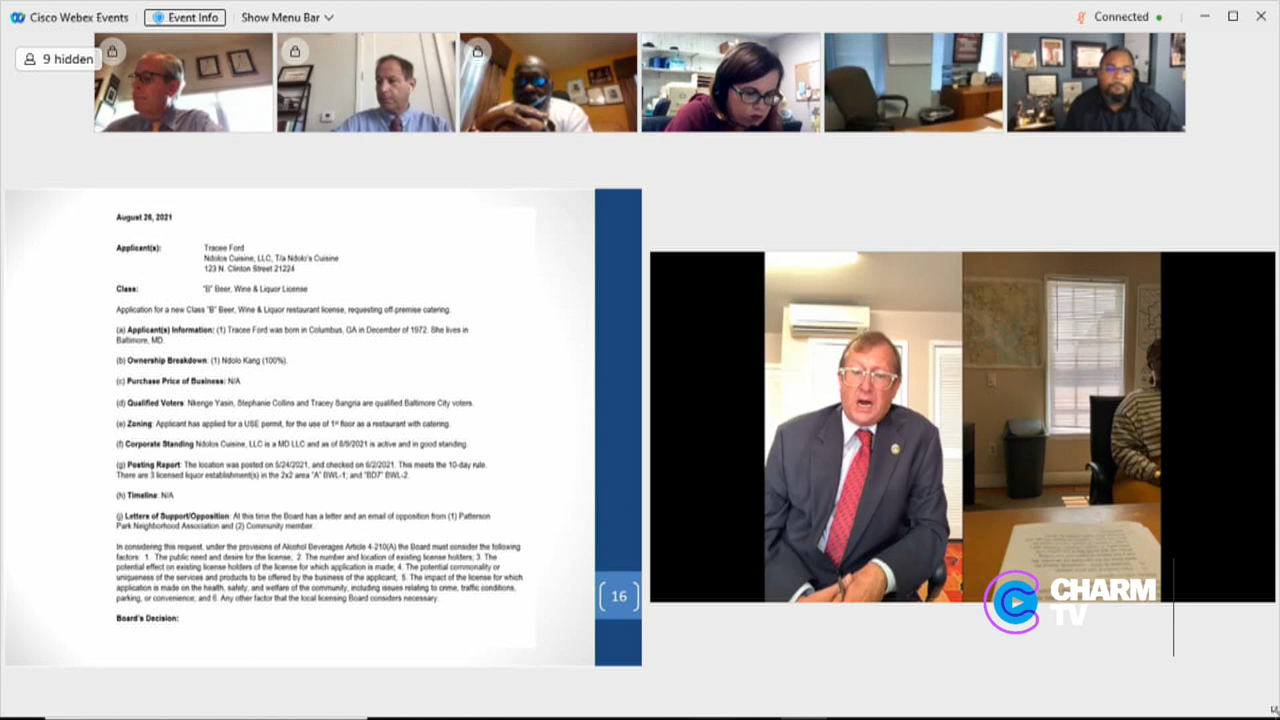 Cisco Webex Events
Event Info
Show Menu Bar
Connected
9 hidden
August 26, 2021
Applicant(s): Tracee Ford
Ndolos Cuisine, LLC, T/a Ndolo's Cuisine
123 N. Clinton Street 21224
Class: "B" Beer, Wine & Liquor License
Application for a new Class "B" Beer, Wine & Liquor restaurant license, requesting off-premise catering.
(a) Applicant(s) Information: (1) Tracee Ford was born in Columbus, GA in December of 1972. She lives in
Baltimore, MD.
(b) Ownership Breakdown: (1) Ndolo Kang (100%).
(c) Purchase Price of Business: N/A
(d) Qualified Voters: Nkenge Yasin, Stephanie Collins and Tracey Sangria are qualified Baltimore City voters.
(e) Zoning: Applicant has applied for a USE permit, for the use of 1st floor as a restaurant with catering.
(f) Corporate Standing Ndolos Cuisine, LLC is a MD LLC and as of 8/9/2021 is active and in good standing.
(g) Posting Report: The location was posted on 5/24/2021, and checked on 6/2/2021. This meets the 10-day rule.
There are 3 licensed liquor establishment(s) in the 2x2 area "A" BWL-1; and "BD7" BWL-2.
(h) Timeline: N/A
(j) Letters of Support/Opposition: At this time the Board has a letter and an email of opposition from (1) Patterson
Park Neighborhood Association and (2) Community member.
In considering this request, under the provisions of Alcohol Beverages Article 4-210(A) the Board must consider the following
factors: 1. The public need and desire for the license; 2. The number and location of existing license holders; 3. The
potential effect on existing license holders of the license for which application is made; 4. The potential commonality or
uniqueness of the services and products to be offered by the business of the applicant; 5. The impact of the license for which
application is made on the health, safety, and welfare of the community, including issues relating to crime, traffic conditions,
parking, or convenience; and 6. Any other factor that the local licensing Board considers necessary.
Board's Decision:
16
CHARM
TV